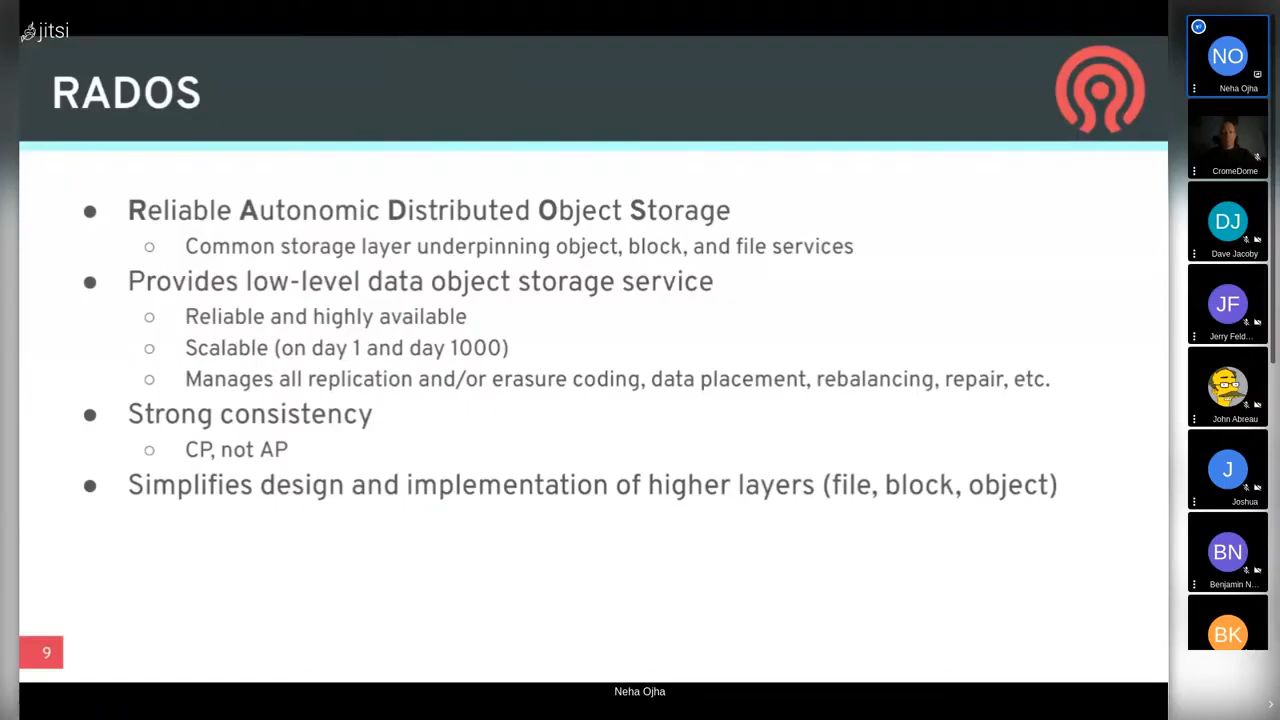 jitsi
RADOS
● Reliable Autonomic Distributed Object Storage
○ Common storage layer underpinning object, block, and file services
● Provides low-level data object storage service
○ Reliable and highly available
○ Scalable (on day 1 and day 1000)
○ Manages all replication and/or erasure coding, data placement, rebalancing, repair, etc.
● Strong consistency
○ CP, not AP
● Simplifies design and implementation of higher layers (file, block, object)
9
Neha Ojha
NO
Neha Ojha
CromeDome
DJ
Dave Jacoby
JF
Jerry Feld...
John Abreau
J
Joshua
BN
Benjamin N...
BK